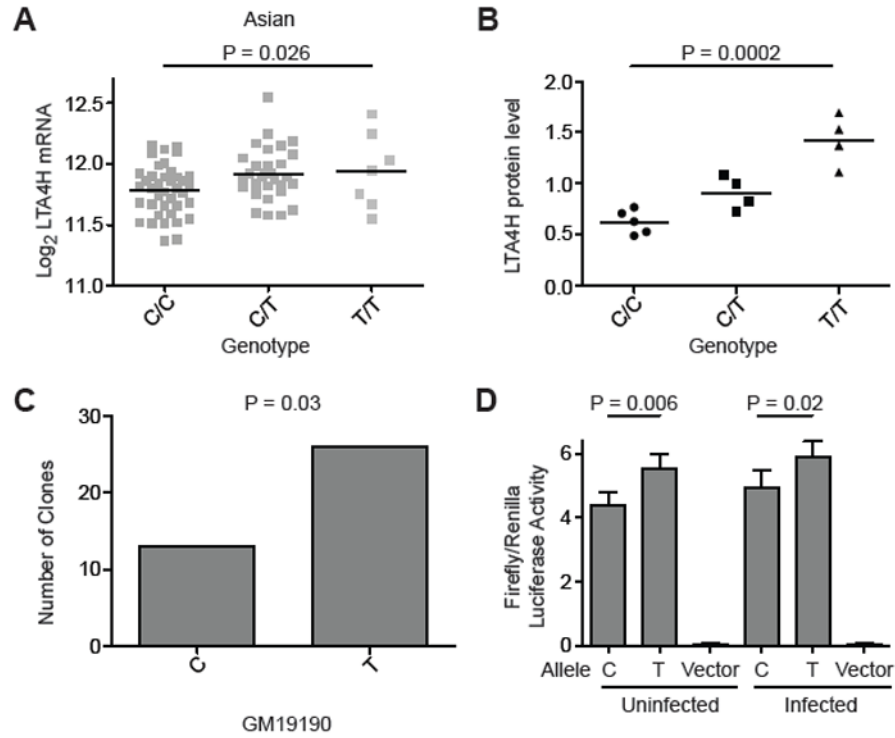 A
Asian
P = 0.026
Log2 LTA4H mRNA
12.5
12.0
11.5
11.0
C/C
C/T
T/T
Genotype
B
P = 0.0002
LTA4H protein level
2.0
1.5
1.0
0.5
0.0
C/C
C/T
T/T
Genotype
C
P = 0.03
Number of Clones
30
20
10
0
C
T
GM19190
D
P = 0.006
P = 0.02
Firefly/Renilla
Luciferase Activity
6
4
2
0
Allele C T Vector C T Vector
Uninfected Infected